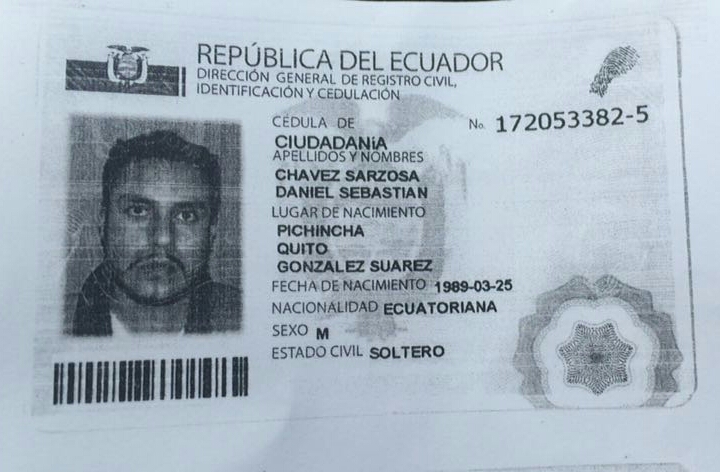 REPÚBLICA DEL ECUADOR
DIRECCIÓN GENERAL DE REGISTRO CIVIL,
IDENTIFICACIÓN Y CEDULACIÓN
CÉDULA DE No. 172053382-5
CIUDADANÍA
APELLIDOS Y NOMBRES
CHAVEZ SARZOSA
DANIEL SEBASTIAN
LUGAR DE NACIMIENTO
PICHINCHA
QUITO
GONZALEZ SUAREZ
FECHA DE NACIMIENTO 1989-03-25
NACIONALIDAD ECUATORIANA
SEXO M
ESTADO CIVIL SOLTERO